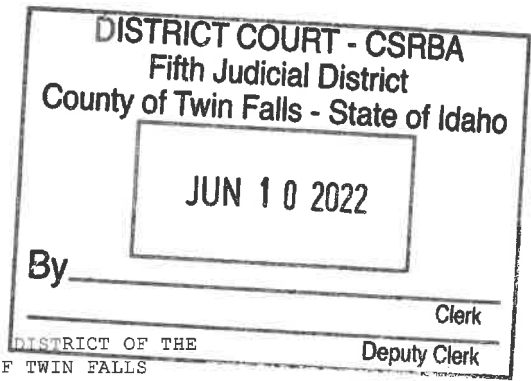 DISTRICT COURT - CSRBA
Fifth Judicial District
County of Twin Falls - State of Idaho
JUN 10 2022
By
Clerk
Deputy Clerk
DISTRICT OF THE
F TWIN FALLS